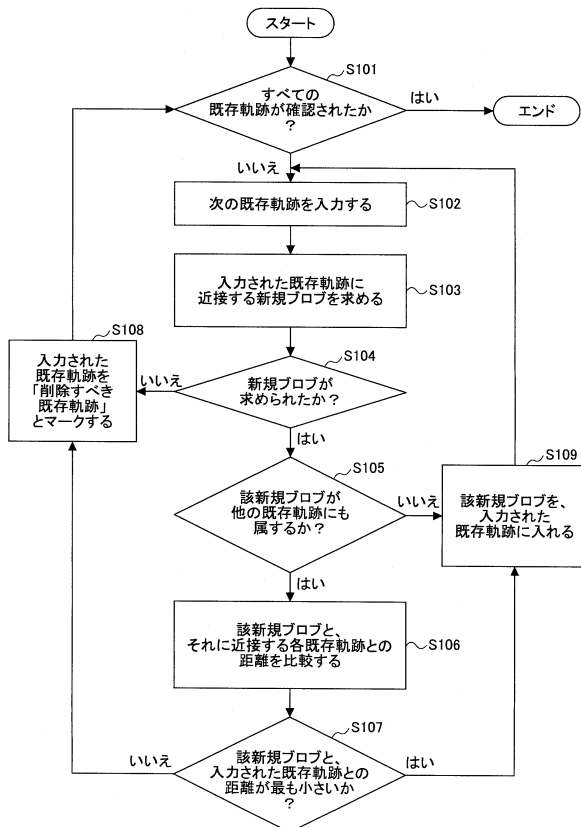 スタート
S101
すべての
既存軌跡が確認されたか
?
はい
エンド
いいえ
次の既存軌跡を入力する
S102
入力された既存軌跡に
近接する新規ブロブを求める
S103
S108
入力された
既存軌跡を
「削除すべき
既存軌跡」
とマークする
S104
新規ブロブが
求められたか?
いいえ
はい
S105
該新規ブロブが
他の既存軌跡にも
属するか?
いいえ
S109
該新規ブロブを、
入力された
既存軌跡に入れる
はい
該新規ブロブと、
それに近接する各既存軌跡との
距離を比較する
S106
S107
該新規ブロブと、
入力された既存軌跡との
距離が最も小さいか
?
いいえ
はい